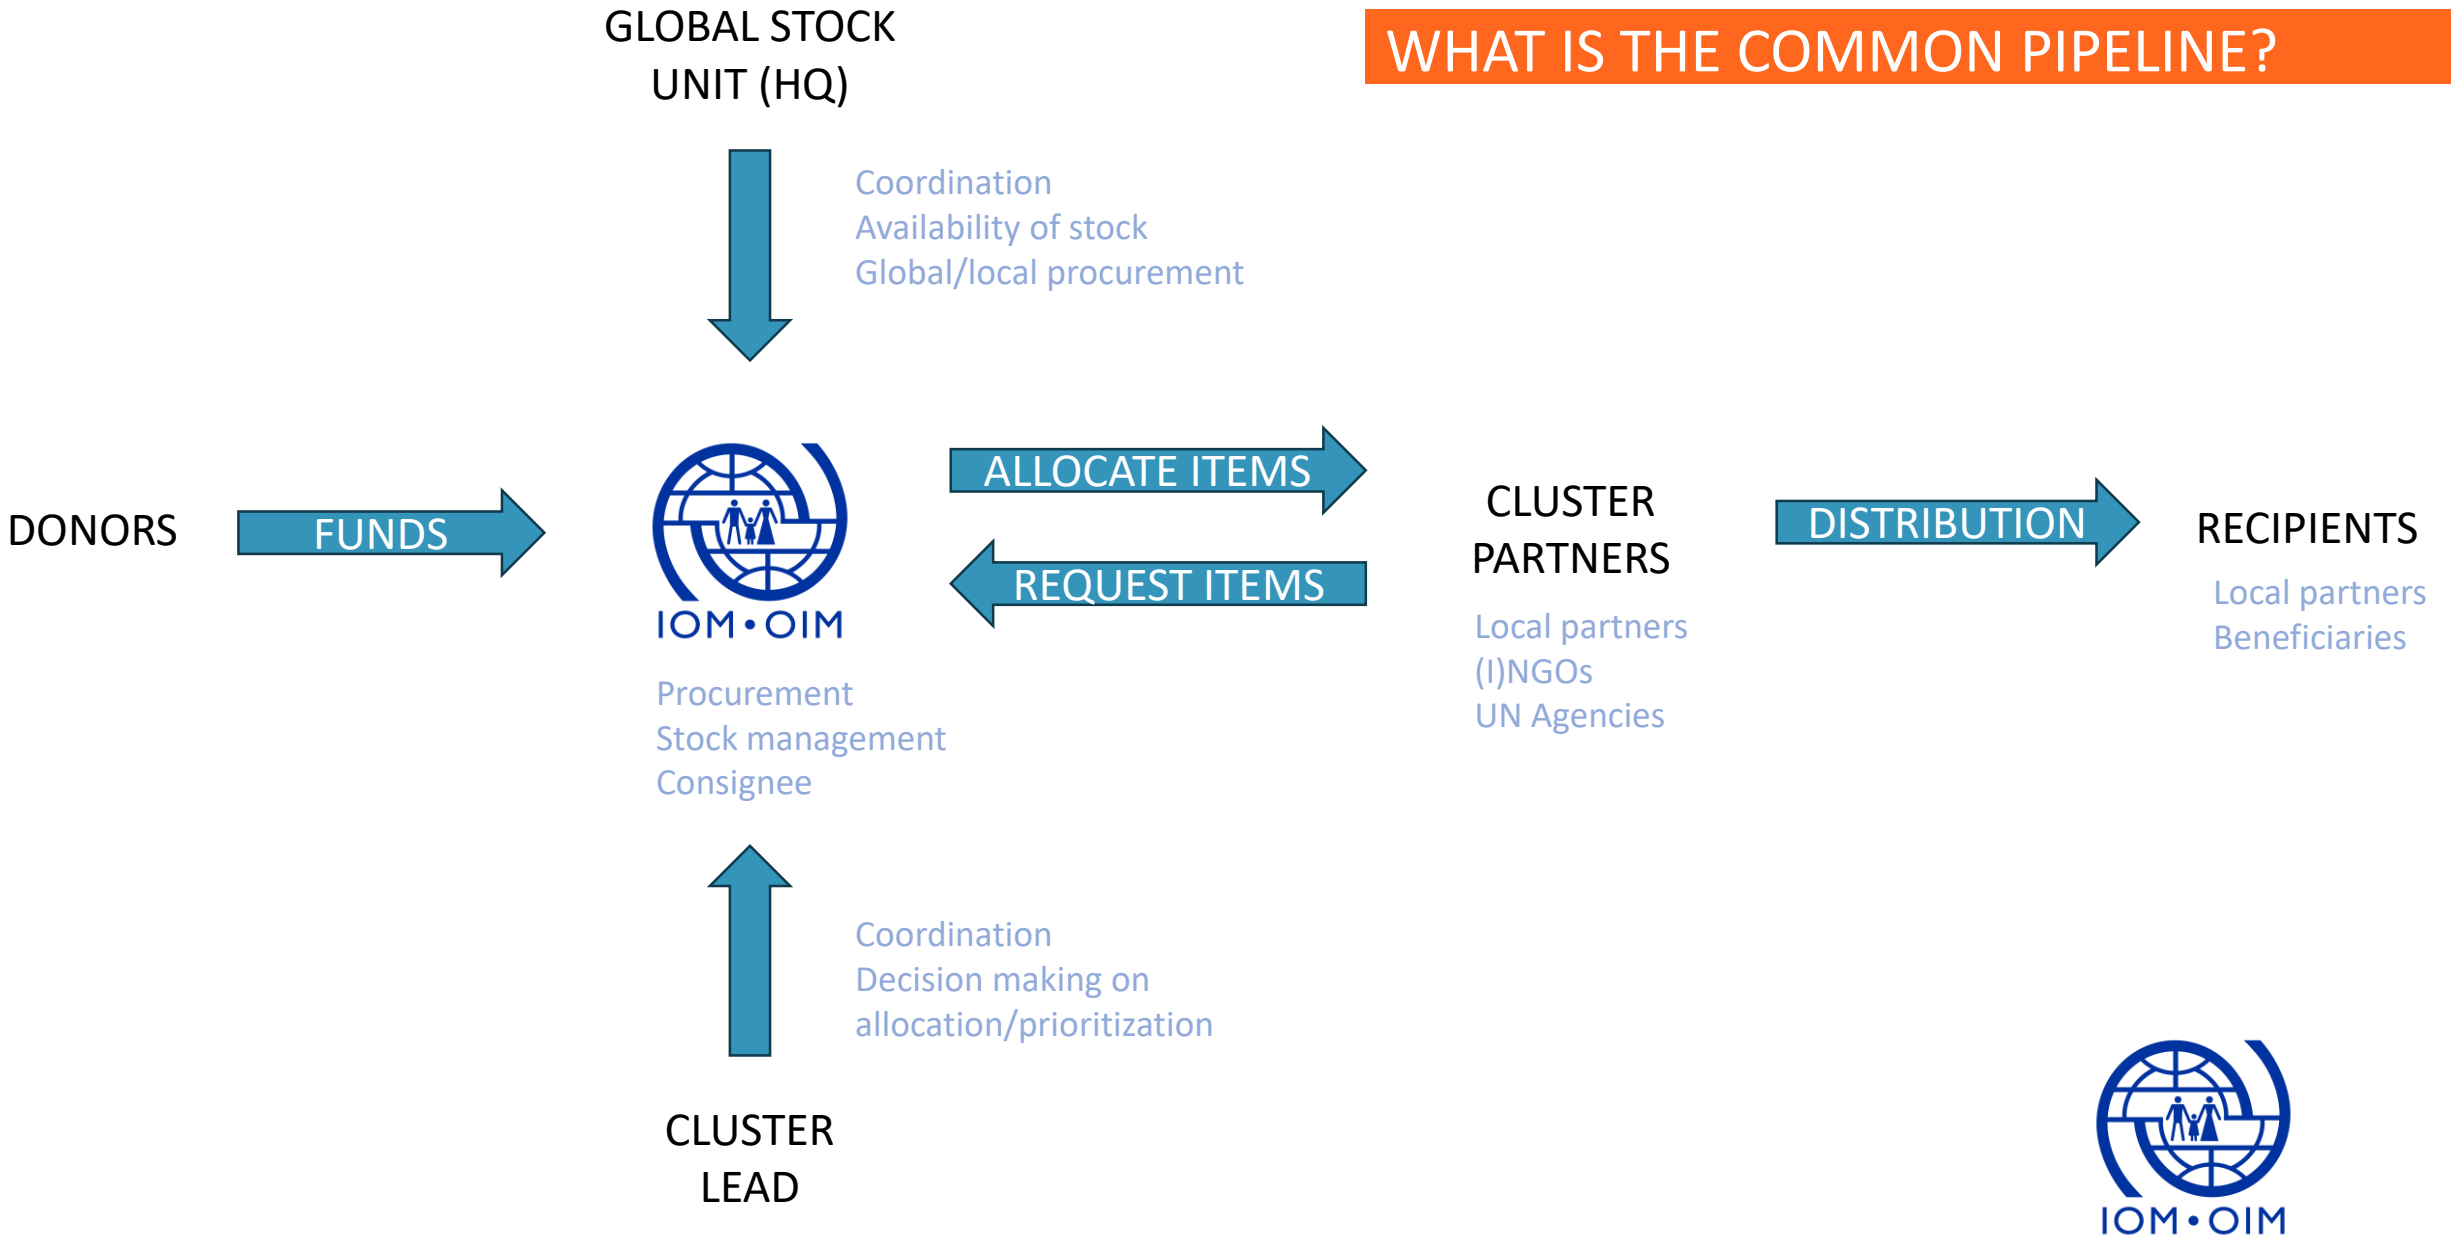 GLOBAL STOCK
UNIT (HQ)
WHAT IS THE COMMON PIPELINE?
Coordination
Availability of stock
Global/local procurement
DONORS
FUNDS
IOM • OIM
Procurement
Stock management
Consignee
ALLOCATE ITEMS
REQUEST ITEMS
CLUSTER
PARTNERS
Local partners
(I)NGOs
UN Agencies
DISTRIBUTION
RECIPIENTS
Local partners
Beneficiaries
Coordination
Decision making on
allocation/prioritization
CLUSTER
LEAD
IOM • OIM